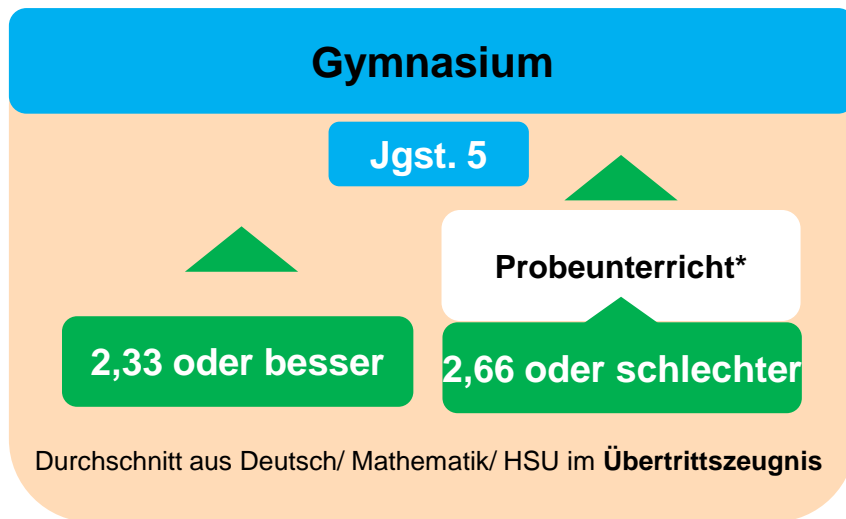 Gymnasium
Jgst. 5
Probeunterricht*
2,33 oder besser
2,66 oder schlechter
Durchschnitt aus Deutsch/ Mathematik/ HSU im Übertrittszeugnis